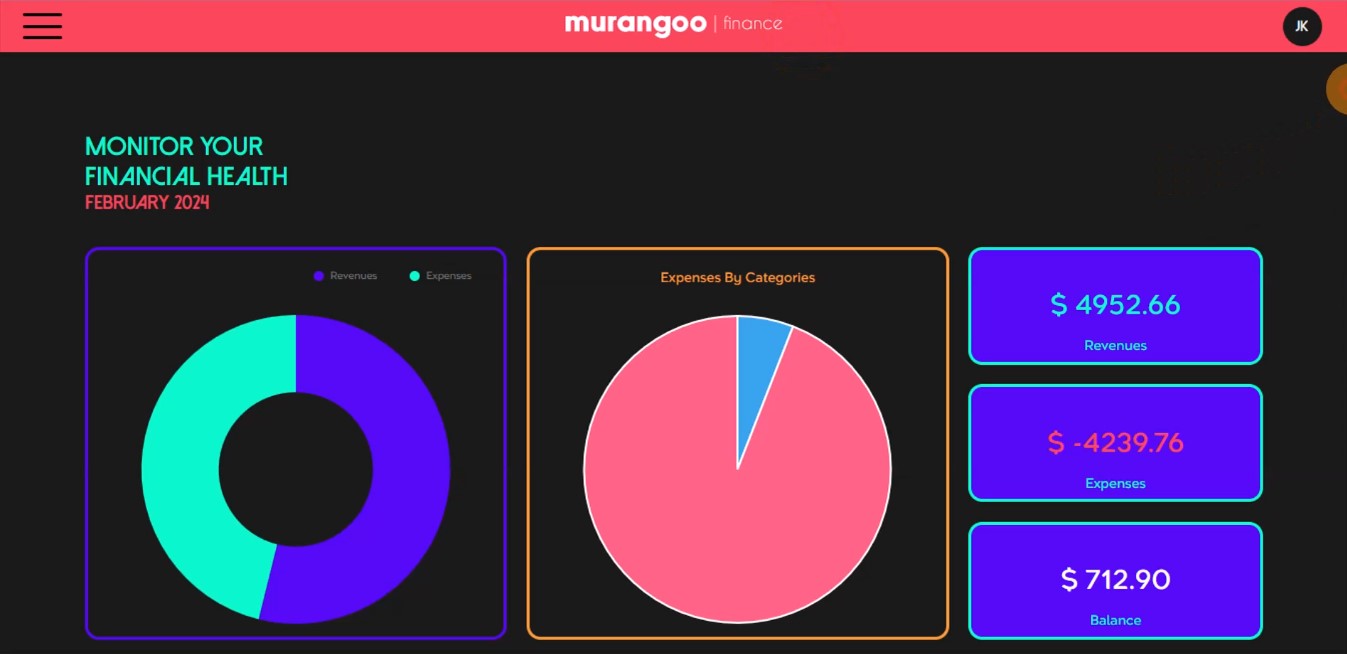 murangoo | finance
JK
MONITOR YOUR
FINANCIAL HEALTH
FEBRUARY 2024
Revenues
Expenses
Expenses By Categories
$ 4952.66
Revenues
$ -4239.76
Expenses
$ 712.90
Balance